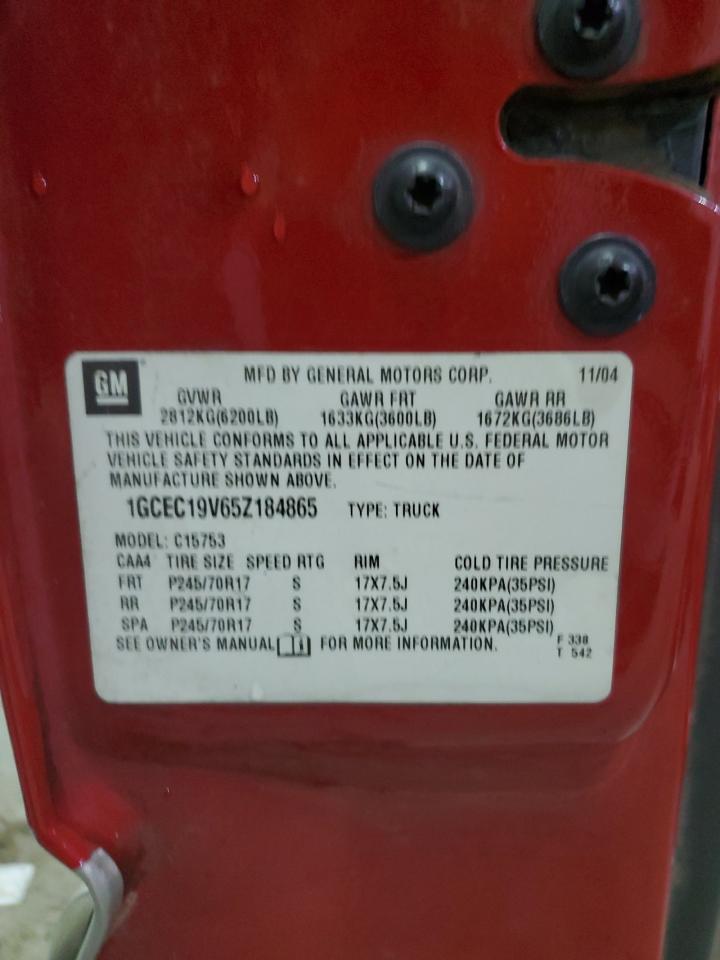 GM MFD BY GENERAL MOTORS CORP. 11/04
GVWR GAWR FRT GAWR RR
2812KG(6200LB) 1633KG(3600LB) 1672KG(3686LB)
THIS VEHICLE CONFORMS TO ALL APPLICABLE U.S. FEDERAL MOTOR
VEHICLE SAFETY STANDARDS IN EFFECT ON THE DATE OF
MANUFACTURE SHOWN ABOVE.
1GCEC19V65Z184865 TYPE: TRUCK
MODEL: C15753
CAA4 TIRE SIZE SPEED RTG RIM COLD TIRE PRESSURE
FRT P245/70R17 S 17X7.5J 240KPA(35PSI)
RR P245/70R17 S 17X7.5J 240KPA(35PSI)
SPA P245/70R17 S 17X7.5J 240KPA(35PSI)
SEE OWNER'S MANUAL FOR MORE INFORMATION. F 338
T 542